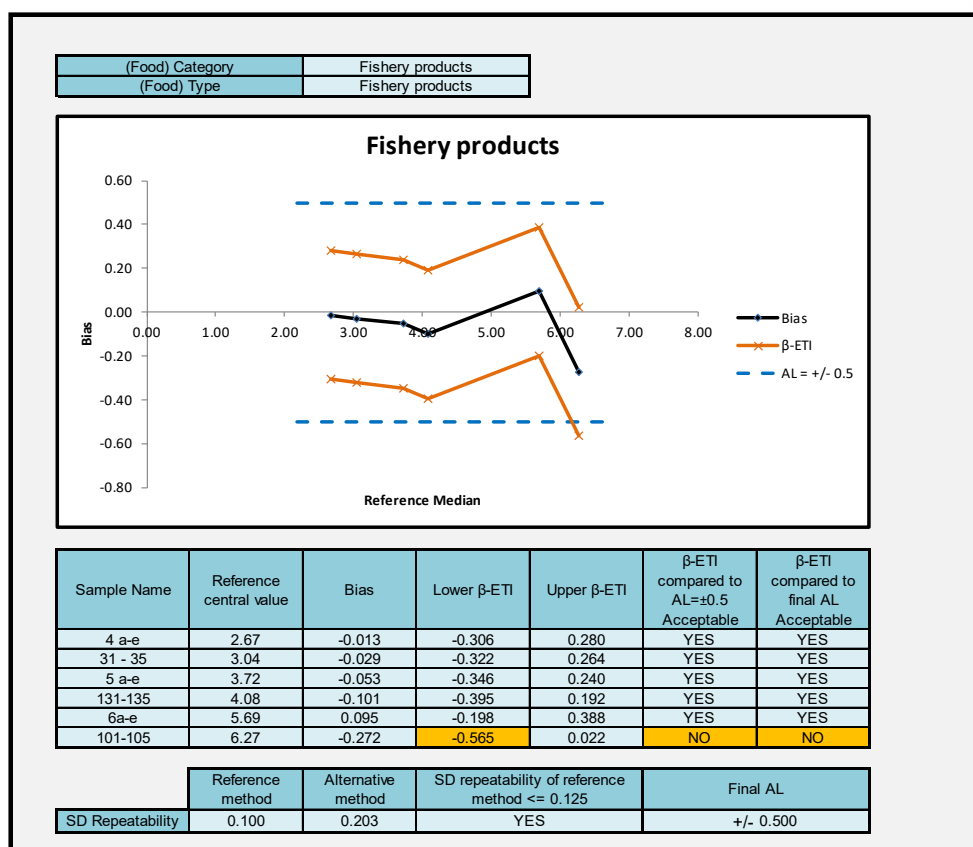 (Food) Category Fishery products
(Food) Type Fishery products
Fishery products
0.60
0.40
0.20
0.00
0.00 1.00 2.00 3.00 4.00 5.00 6.00 7.00 8.00
-0.20
-0.40
-0.60
-0.80
Bias
Reference Median
Bias
β-ETI
AL = +/- 0.5
Sample Name Reference central value Bias Lower β-ETI Upper β-ETI β-ETI compared to AL=±0.5 Acceptable β-ETI compared to final AL Acceptable
4 a-e 2.67 -0.013 -0.306 0.280 YES YES
31 - 35 3.04 -0.029 -0.322 0.264 YES YES
5 a-e 3.72 -0.053 -0.346 0.240 YES YES
131-135 4.08 -0.101 -0.395 0.192 YES YES
6a-e 5.69 0.095 -0.198 0.388 YES YES
101-105 6.27 -0.272 -0.565 0.022 NO NO
Reference method Alternative method SD repeatability of reference method <= 0.125 Final AL
SD Repeatability 0.100 0.203 YES +/- 0.500